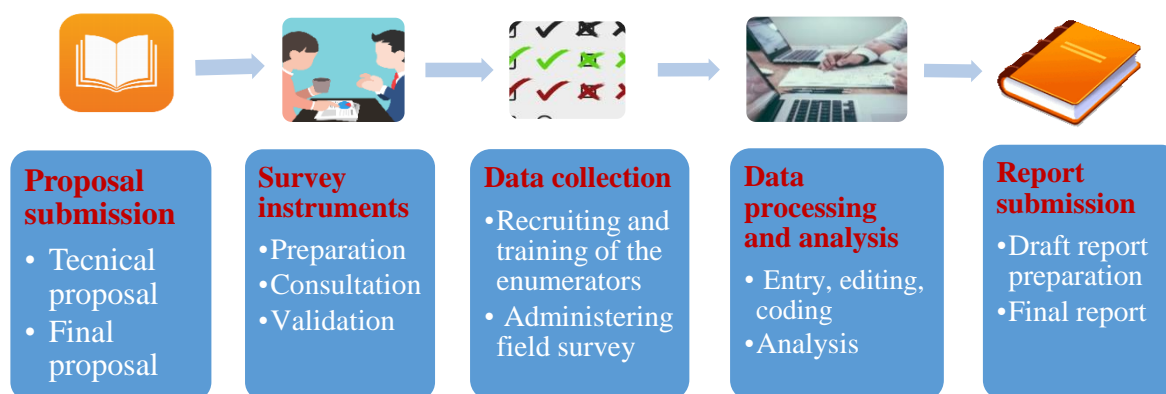 Proposal
submission
• Tecnical
proposal
• Final
proposal
Survey
instruments
•Preparation
•Consultation
•Validation
Data collection
•Recruiting and
training of the
enumerators
• Administering
field survey
Data
processing
and analysis
• Entry, editing,
coding
•Analysis
Report
submission
•Draft report
preparation
•Final report